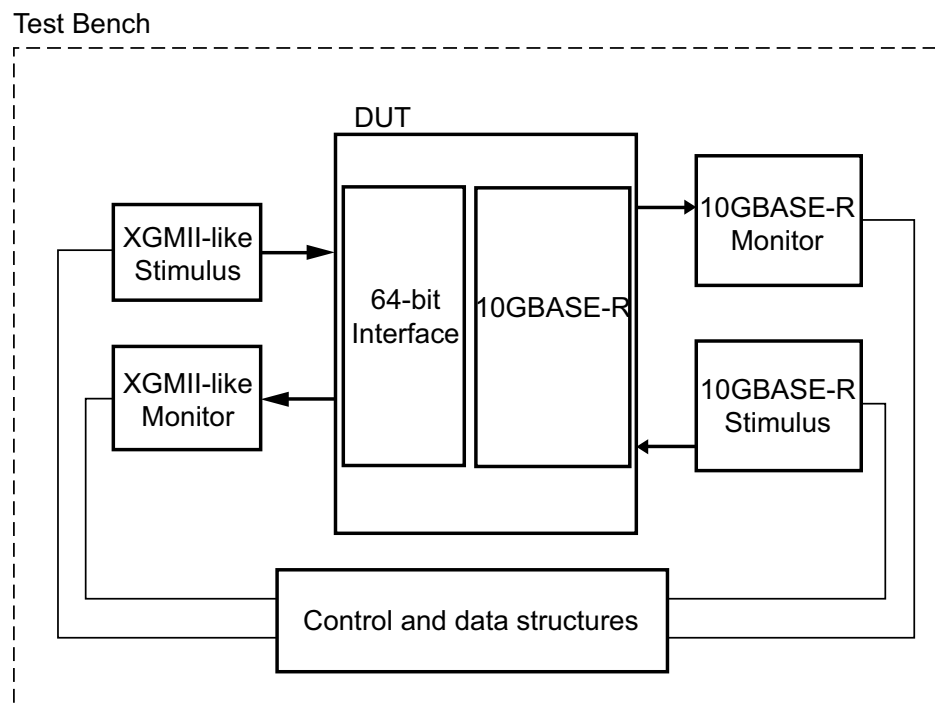 Test Bench
DUT
XGMII-like
Stimulus
XGMII-like
Monitor
64-bit
Interface
10GBASE-R
10GBASE-R
Monitor
10GBASE-R
Stimulus
Control and data structures